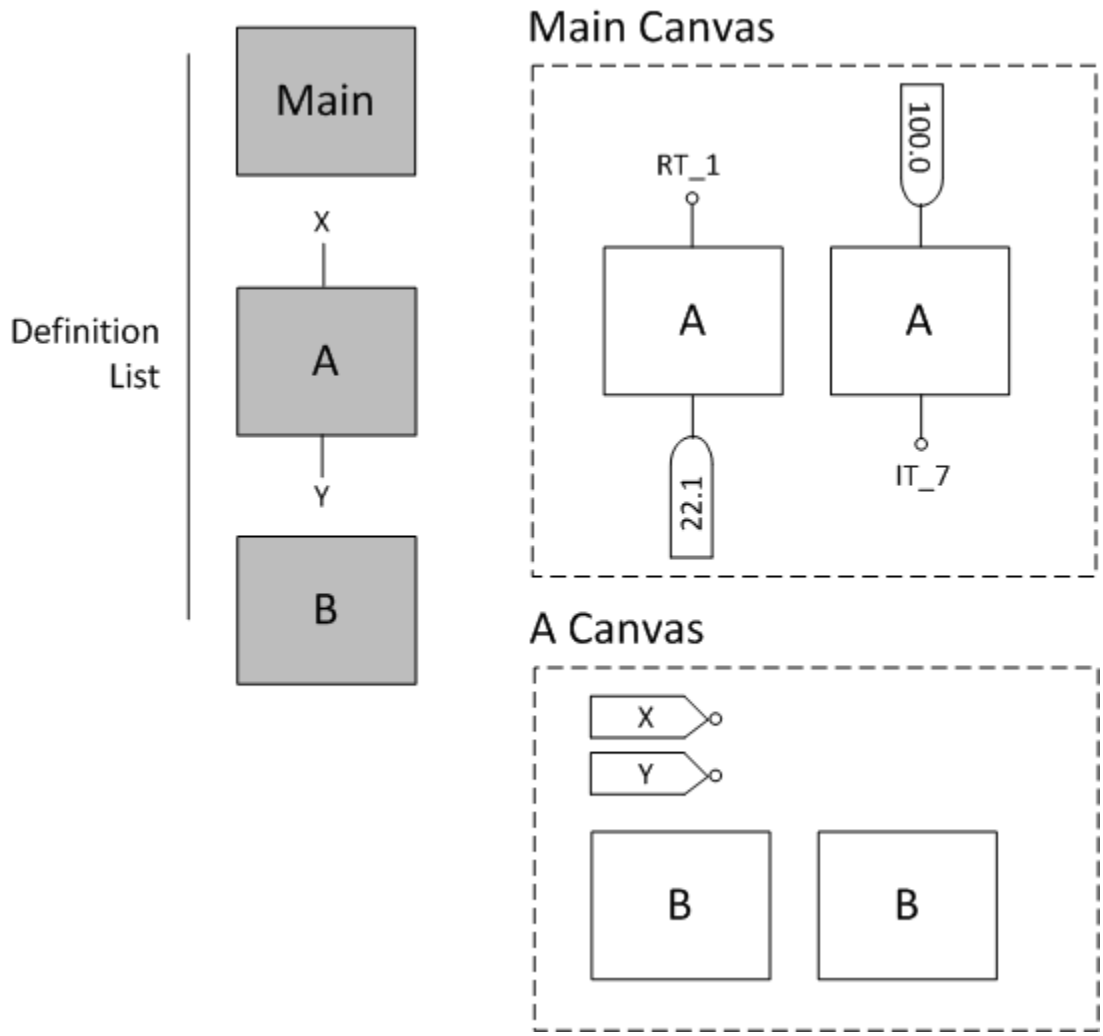 Main
X
A
Y
B
Definition
List
Main Canvas
RT_1
100.0
A
A
22.1
IT_7
A Canvas
X
Y
B
B